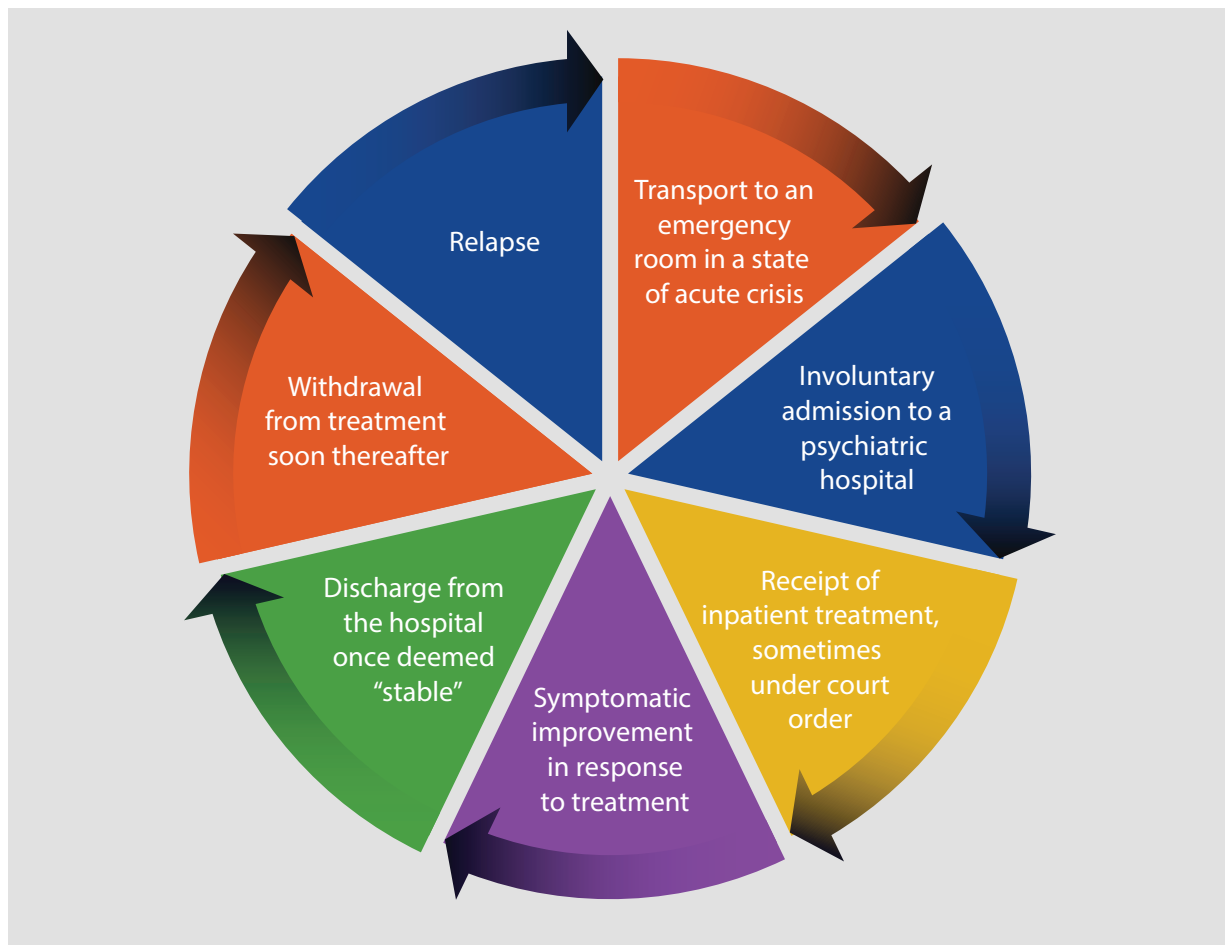 Transport to an
emergency
room in a state
of acute crisis
Involuntary
admission to a
psychiatric
hospital
Receipt of
inpatient treatment,
sometimes
under court
order
Symptomatic
improvement
in response
to treatment
Discharge from
the hospital
once deemed
“stable”
Withdrawal
from treatment
soon thereafter
Relapse